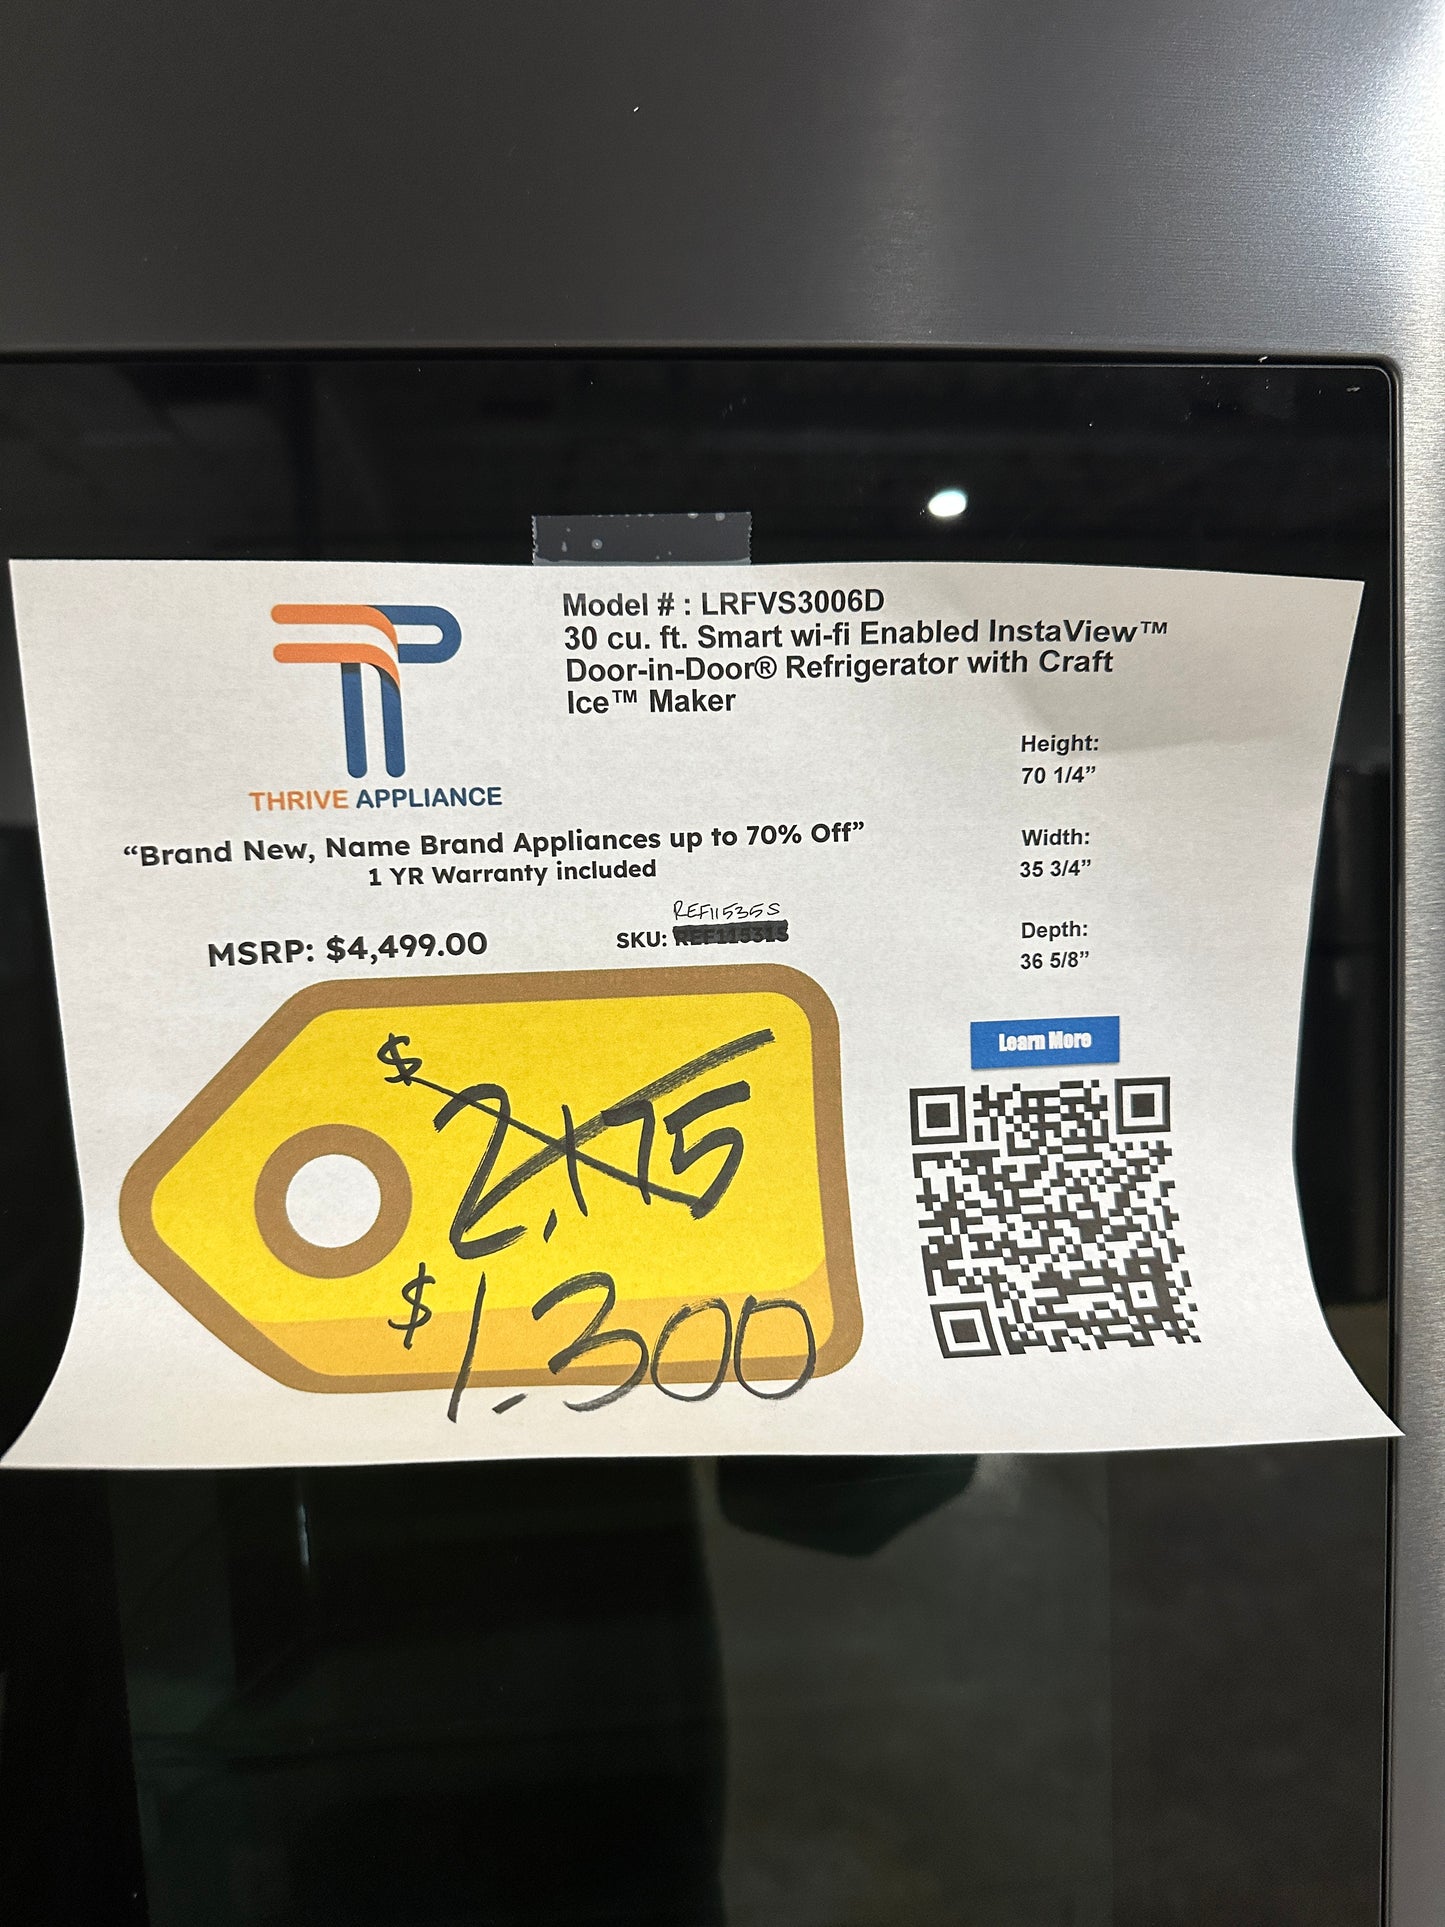 Model # : LRFVS3006D
30 cu. ft. Smart wi-fi Enabled InstaView™
Door-in-Door® Refrigerator with Craft
Ice™ Maker
THRIVE APPLIANCE
“Brand New, Name Brand Appliances up to 70% Off”
1 YR Warranty included
MSRP: $4,499.00
REF11535S
SKU: REF11531S
Height:
70 1/4”
Width:
35 3/4”
Depth:
36 5/8”
Learn More
$2,175
$1,300